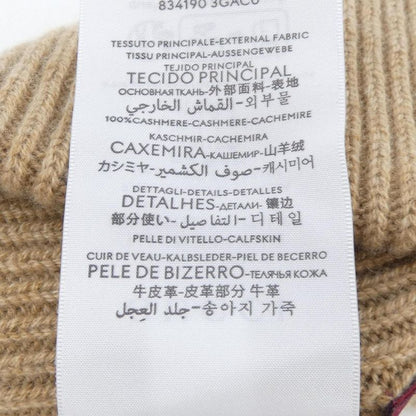 834190 3GACU
TESSUTO PRINCIPALE-EXTERNAL FABRIC
TISSU PRINCIPAL-AUSSENGEWEBE
TEJIDO PRINCIPAL
TECIDO PRINCIPAL
ОСНОВНАЯ ТКАНЬ-外部面料-表地
القماش الخارجي-외부물
100%CASHMERE-CASHMERE-CACHEMIRE
KASCHMIR-CACHEMIRA
CAXEMIRA-КАШЕМИР-山羊绒
カシミヤ-صوف الكشمير-캐시미어
DETTAGLI-DETAILS-DETALLES
DETALHES-ДЕТАЛИ-镶边
部分使い-التفاصيل-디테일
PELLE DI VITELLO-CALFSKIN
CUIR DE VEAU-KALBSLEDER-PIEL DE BECERRO
PELE DE BIZERRO-ТЕЛЯЧЬЯ КОЖА
牛皮革-皮革部分 牛革
جلد العِجل-송아지 가죽